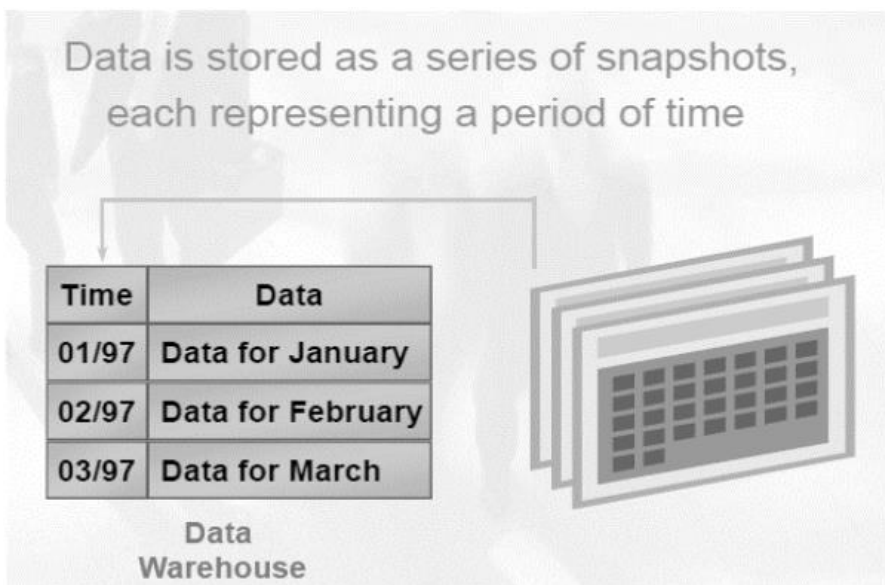 Data is stored as a series of snapshots,
each representing a period of time
Time Data
01/97 Data for January
02/97 Data for February
03/97 Data for March
Data
Warehouse